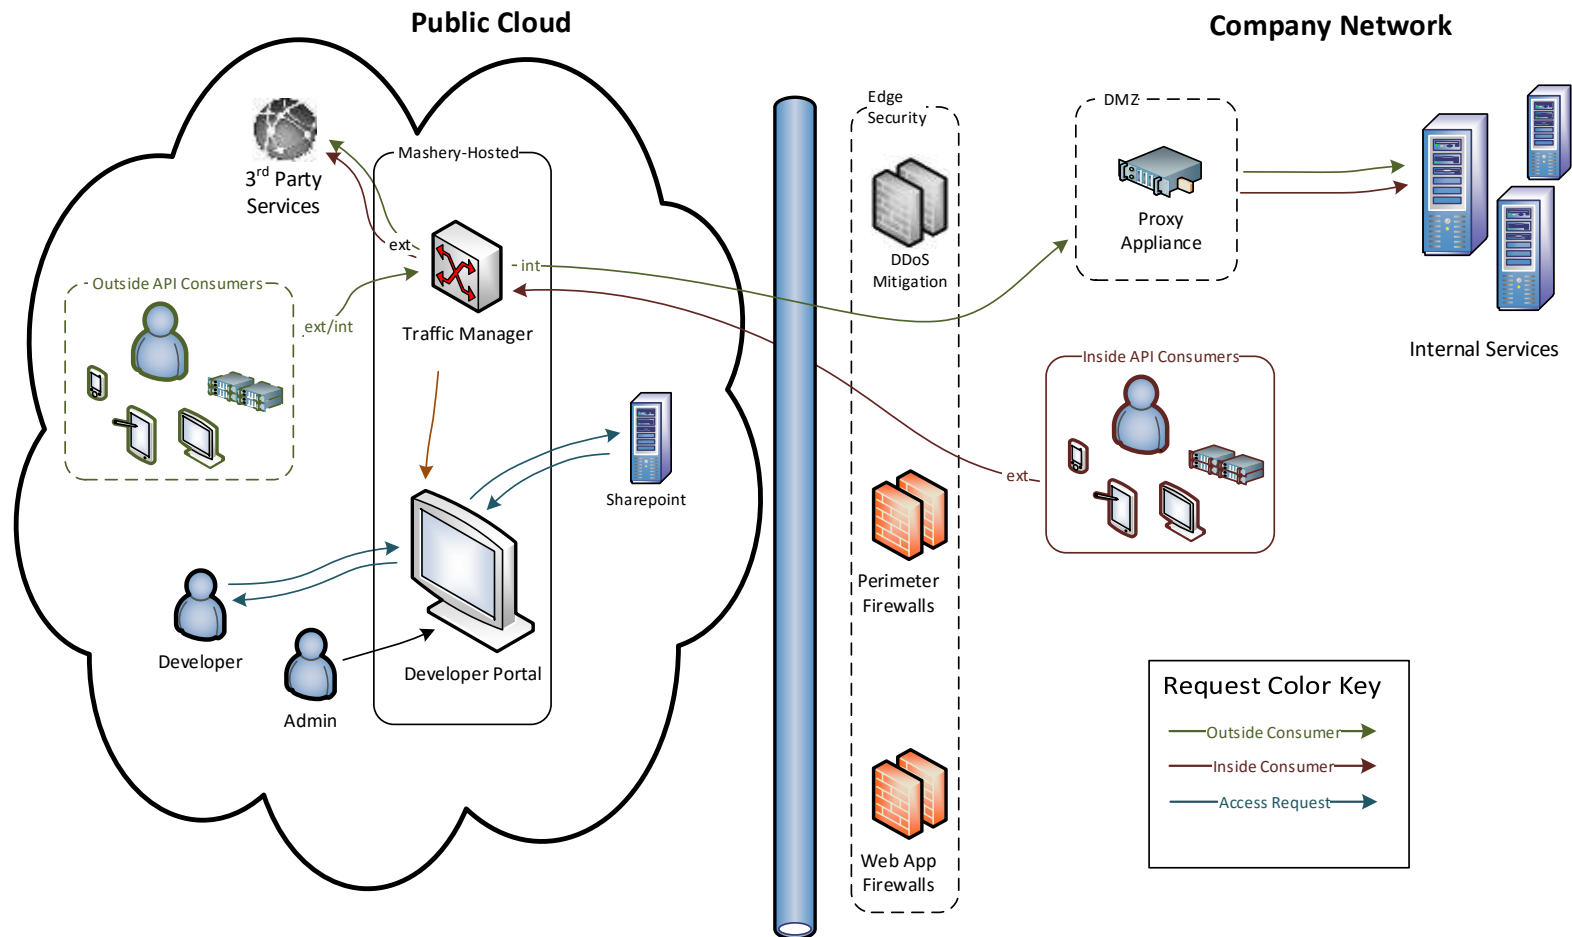 Public Cloud
Company Network
Edge
Security
DMZ
Mashery-Hosted
3rd Party
Services
Proxy
Appliance
ext
int
DDoS
Mitigation
Outside API Consumers
ext/int
Traffic Manager
Internal Services
Inside API Consumers
ext
Sharepoint
Perimeter
Firewalls
Developer
Developer Portal
Admin
Request Color Key
Outside Consumer
Inside Consumer
Access Request
Web App
Firewalls